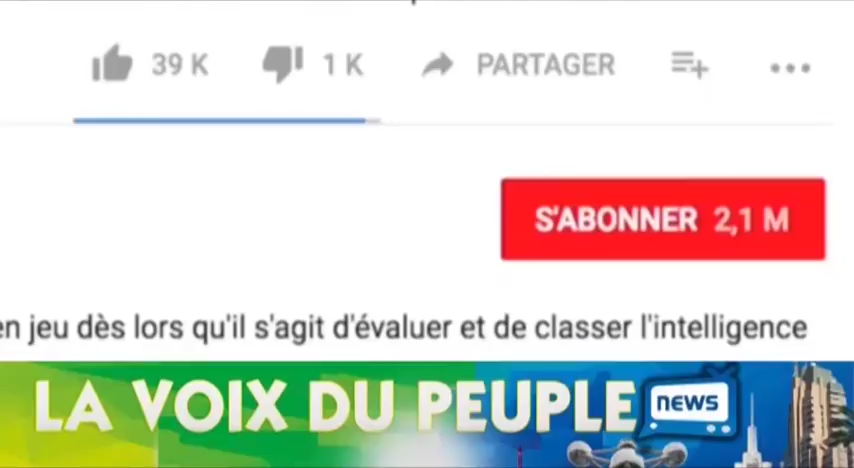 39 K 1 K PARTAGER
S'ABONNER 2,1 M
en jeu dès lors qu'il s'agit d'évaluer et de classer l'intelligence
LA VOIX DU PEUPLE NEWS